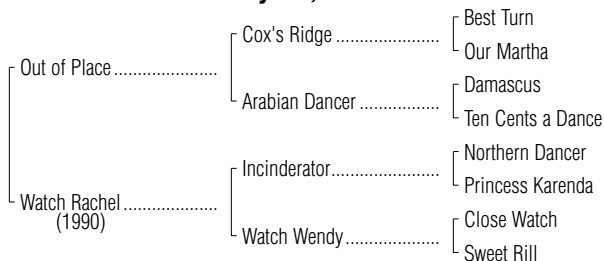 Best Turn
Cox's Ridge ....................
Our Martha
Out of Place ....................
Damascus
Arabian Dancer ................
Ten Cents a Dance
Northern Dancer
Incinderator.....................
Princess Karenda
Watch Rachel ..................
(1990)
Close Watch
Watch Wendy..................
Sweet Rill